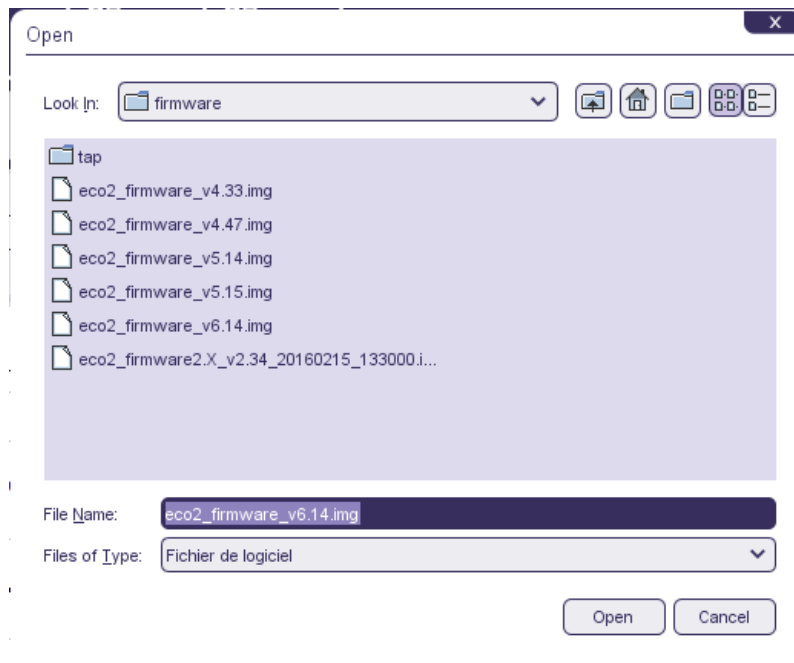 Open
X
Look In: firmware
tap
eco2_firmware_v4.33.img
eco2_firmware_v4.47.img
eco2_firmware_v5.14.img
eco2_firmware_v5.15.img
eco2_firmware_v6.14.img
eco2_firmware2.X_v2.34_20160215_133000.i...
File Name: eco2_firmware_v6.14.img
Files of Type: Fichier de logiciel
Open Cancel